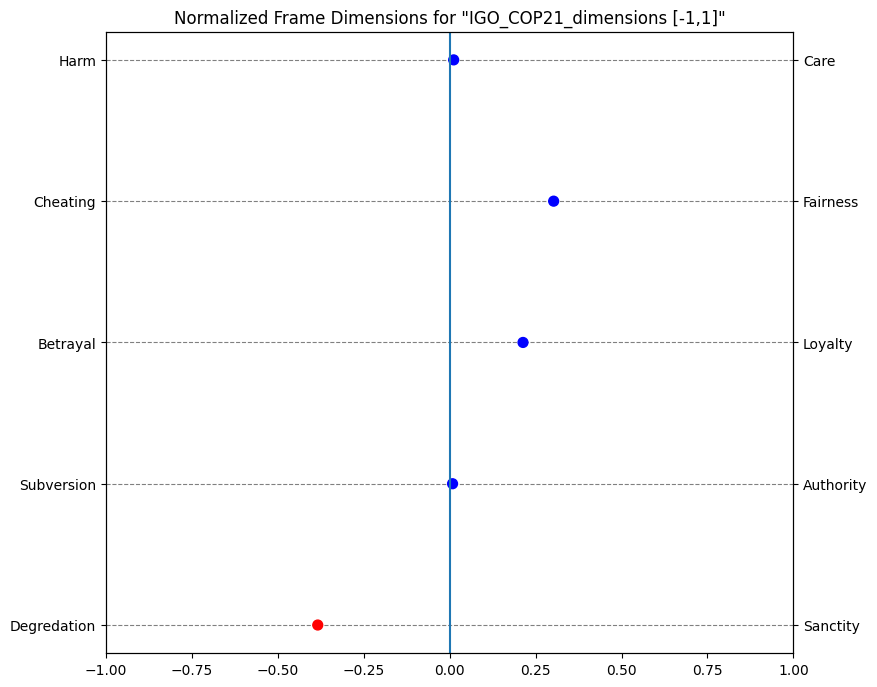 Normalized Frame Dimensions for "IGO_COP21_dimensions [-1,1]"
Harm Care
Cheating Fairness
Betrayal Loyalty
Subversion Authority
Degredation Sanctity
−1.00 −0.75 −0.50 −0.25 0.00 0.25 0.50 0.75 1.00